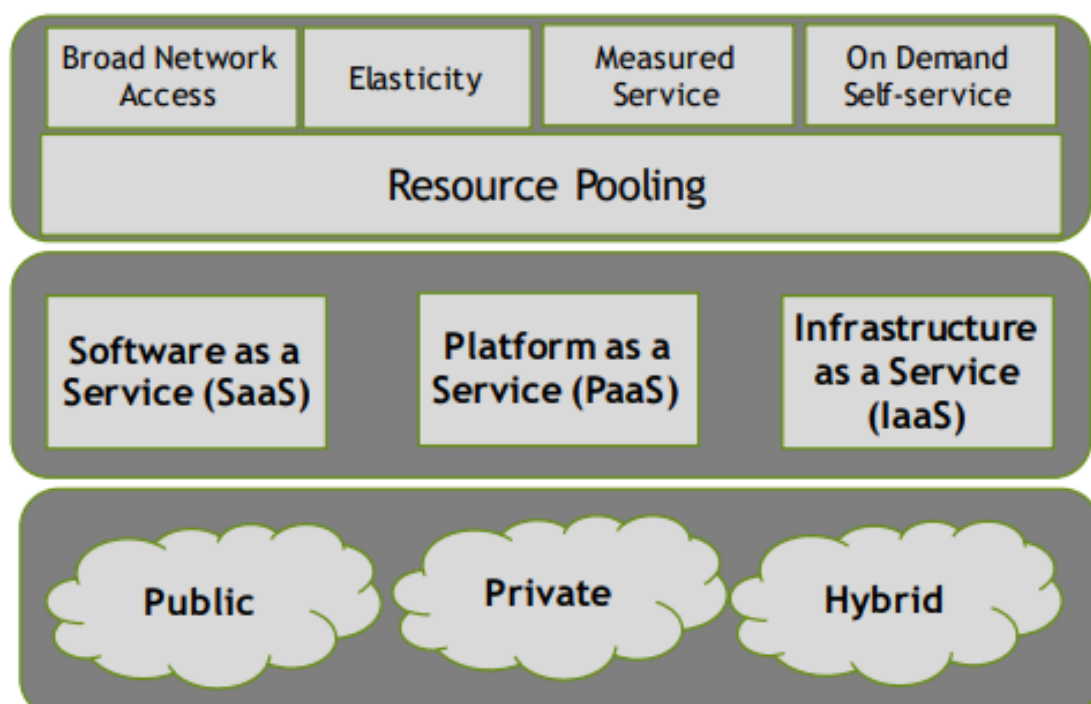 Broad Network
Access
Elasticity
Measured
Service
On Demand
Self-service
Resource Pooling
Software as a
Service (SaaS)
Platform as a
Service (PaaS)
Infrastructure
as a Service
(IaaS)
Public
Private
Hybrid